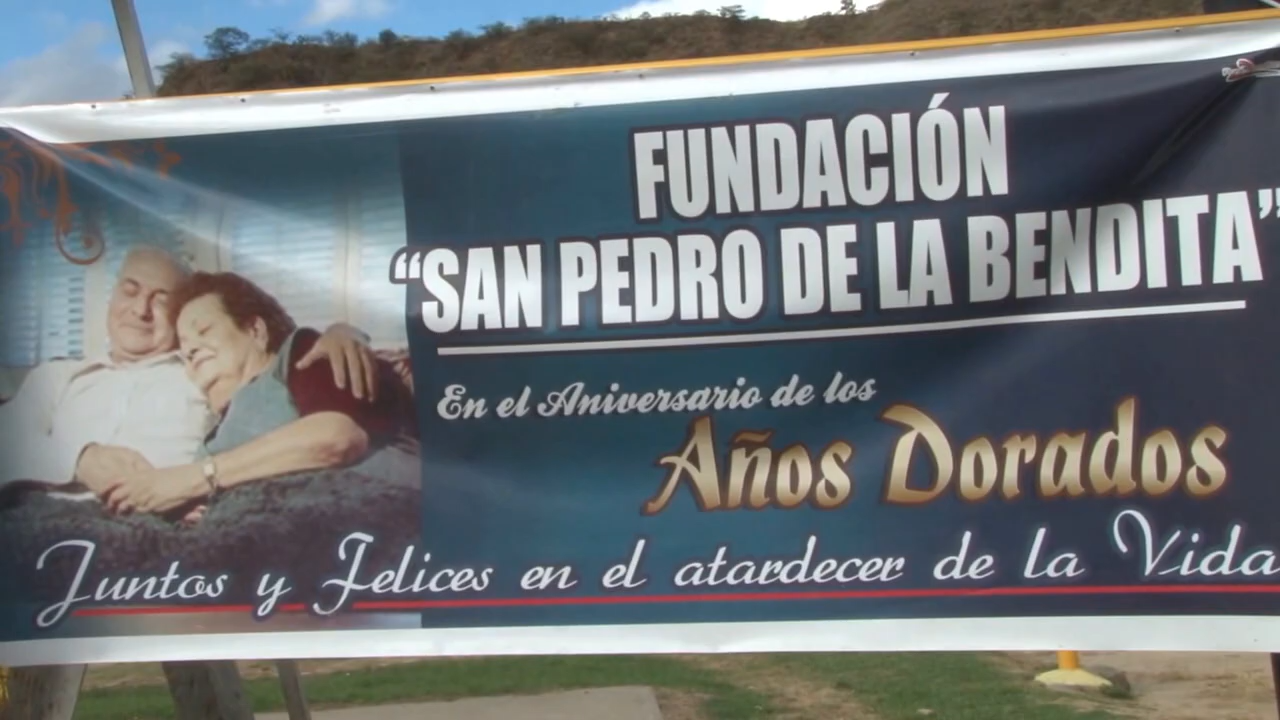 FUNDACIÓN
“SAN PEDRO DE LA BENDITA”
En el Aniversario de los
Años Dorados
Juntos y Felices en el atardecer de la Vida